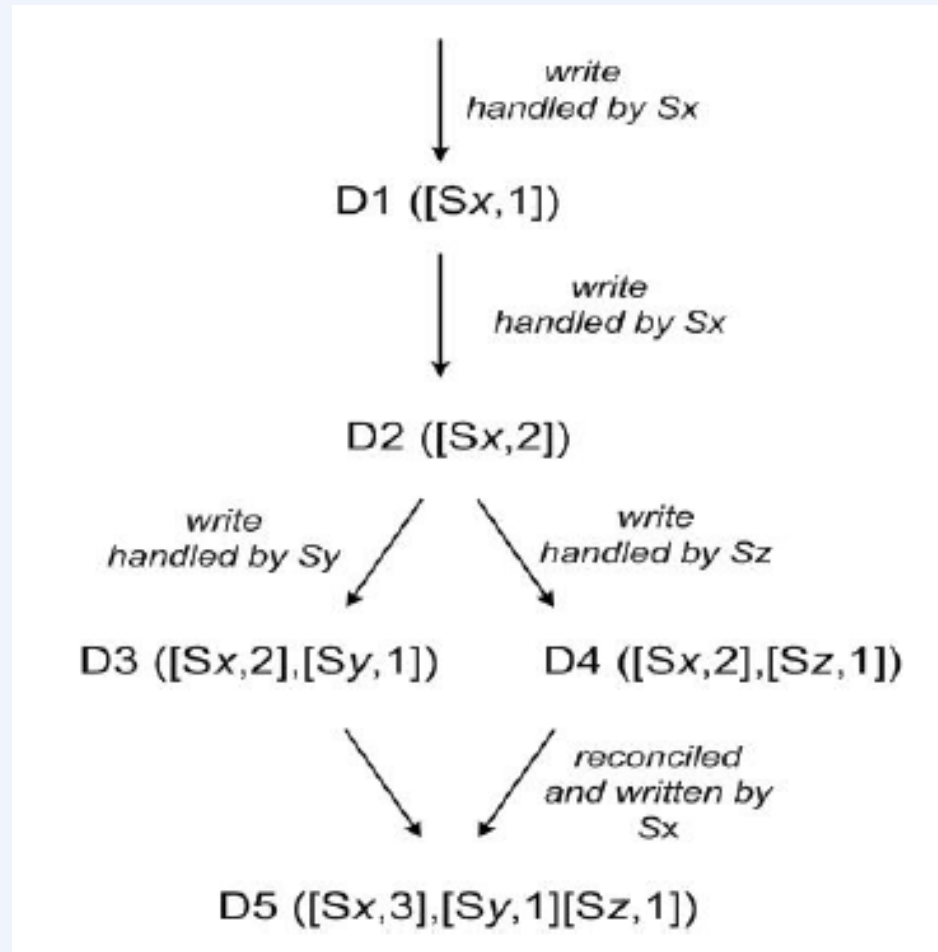 write
handled by Sx
D1 ([Sx,1])
write
handled by Sx
D2 ([Sx,2])
write
handled by Sy
write
handled by Sz
D3 ([Sx,2],[Sy,1])
D4 ([Sx,2],[Sz,1])
reconciled
and written by
Sx
D5 ([Sx,3],[Sy,1][Sz,1])